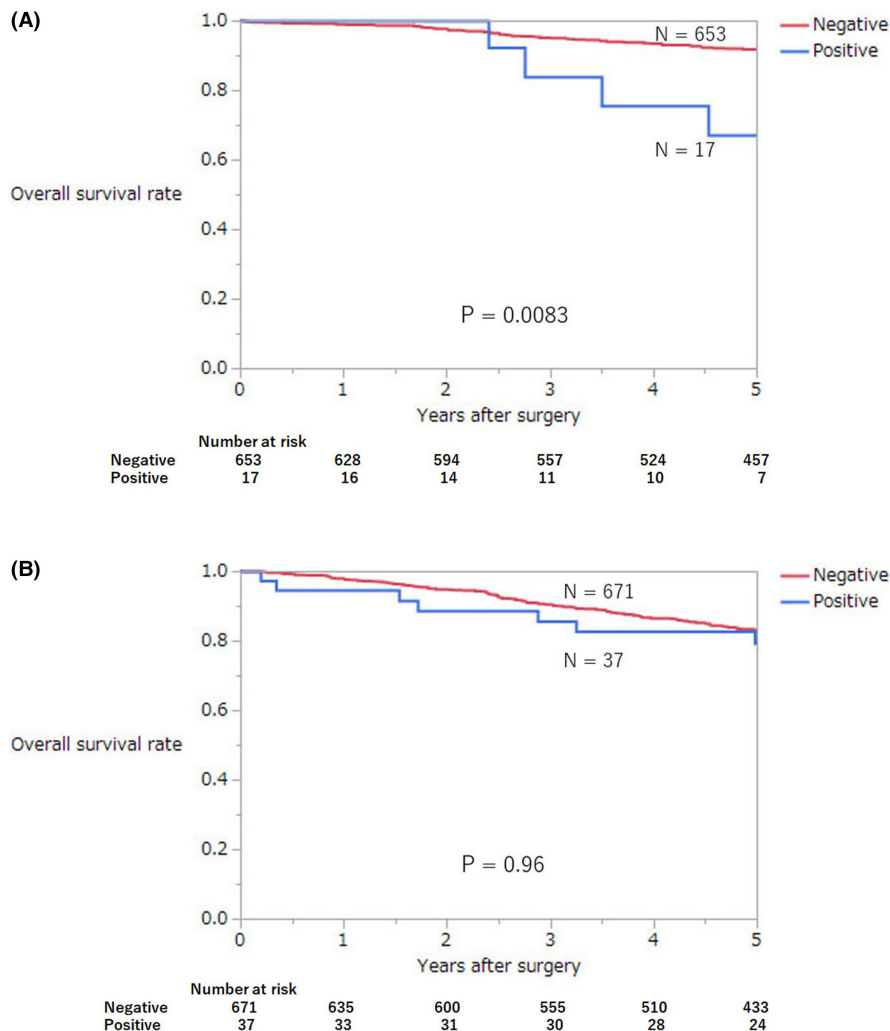 (A)
1.0
0.8
0.6
0.4
0.2
0.0
Overall survival rate
Negative
Positive
N = 653
N = 17
P = 0.0083
0 1 2 3 4 5
Years after surgery
Number at risk
Negative 653 628 594 557 524 457
Positive 17 16 14 11 10 7
(B)
1.0
0.8
0.6
0.4
0.2
0.0
Overall survival rate
Negative
Positive
N = 671
N = 37
P = 0.96
0 1 2 3 4 5
Years after surgery
Number at risk
Negative 671 635 600 555 510 433
Positive 37 33 31 30 28 24